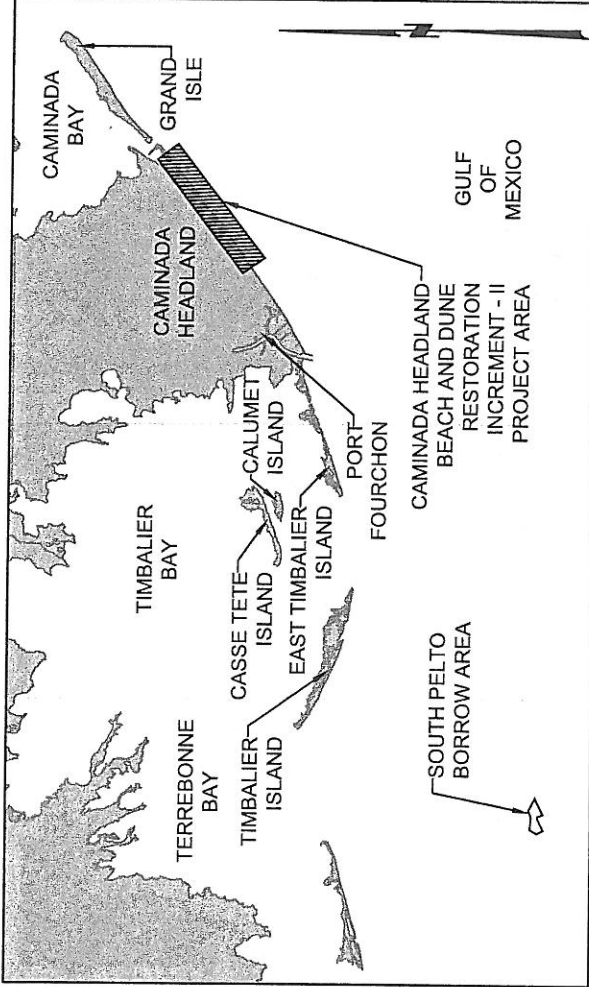 CAMINADA
BAY
GRAND
ISLE
CAMINADA
HEADLAND
TIMBALIER
BAY
CALUMET
ISLAND
CASSE TETE
ISLAND
EAST TIMBALIER
ISLAND
PORT
FOURCHON
TERREBONNE
BAY
TIMBALIER
ISLAND
GULF
OF
MEXICO
CAMINADA HEADLAND
BEACH AND DUNE
RESTORATION
INCREMENT - II
PROJECT AREA
SOUTH PELTO
BORROW AREA
N